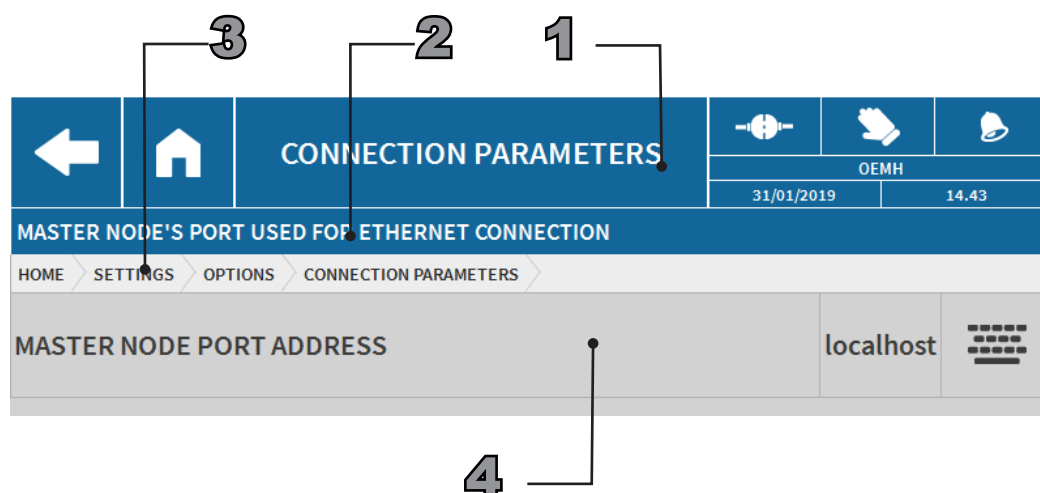 3 2 1
CONNECTION PARAMETERS
OEMH
31/01/2019 14.43
MASTER NODE'S PORT USED FOR ETHERNET CONNECTION
HOME SETTINGS OPTIONS CONNECTION PARAMETERS
MASTER NODE PORT ADDRESS localhost
4